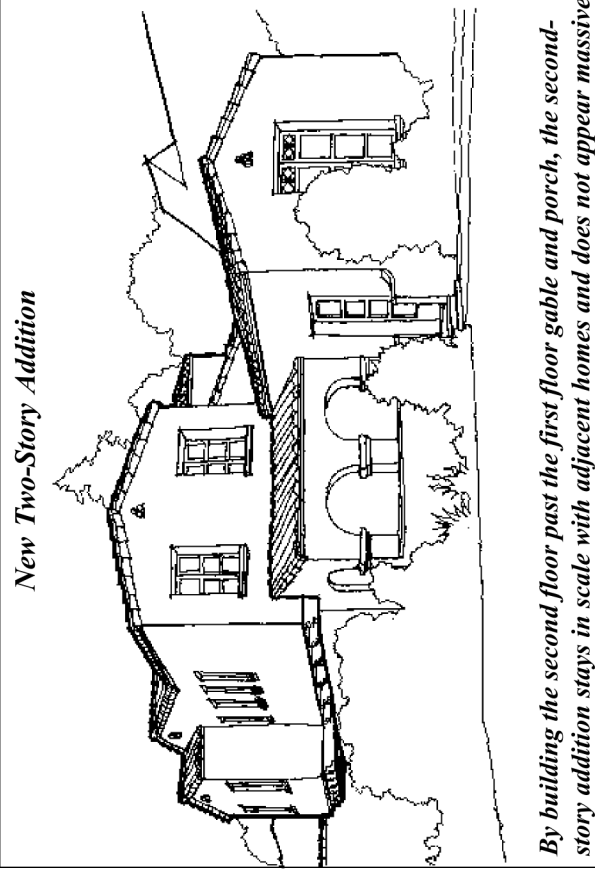 New Two-Story Addition
By building the second floor past the first floor gable and porch, the second-
story addition stays in scale with adjacent homes and does not appear massive